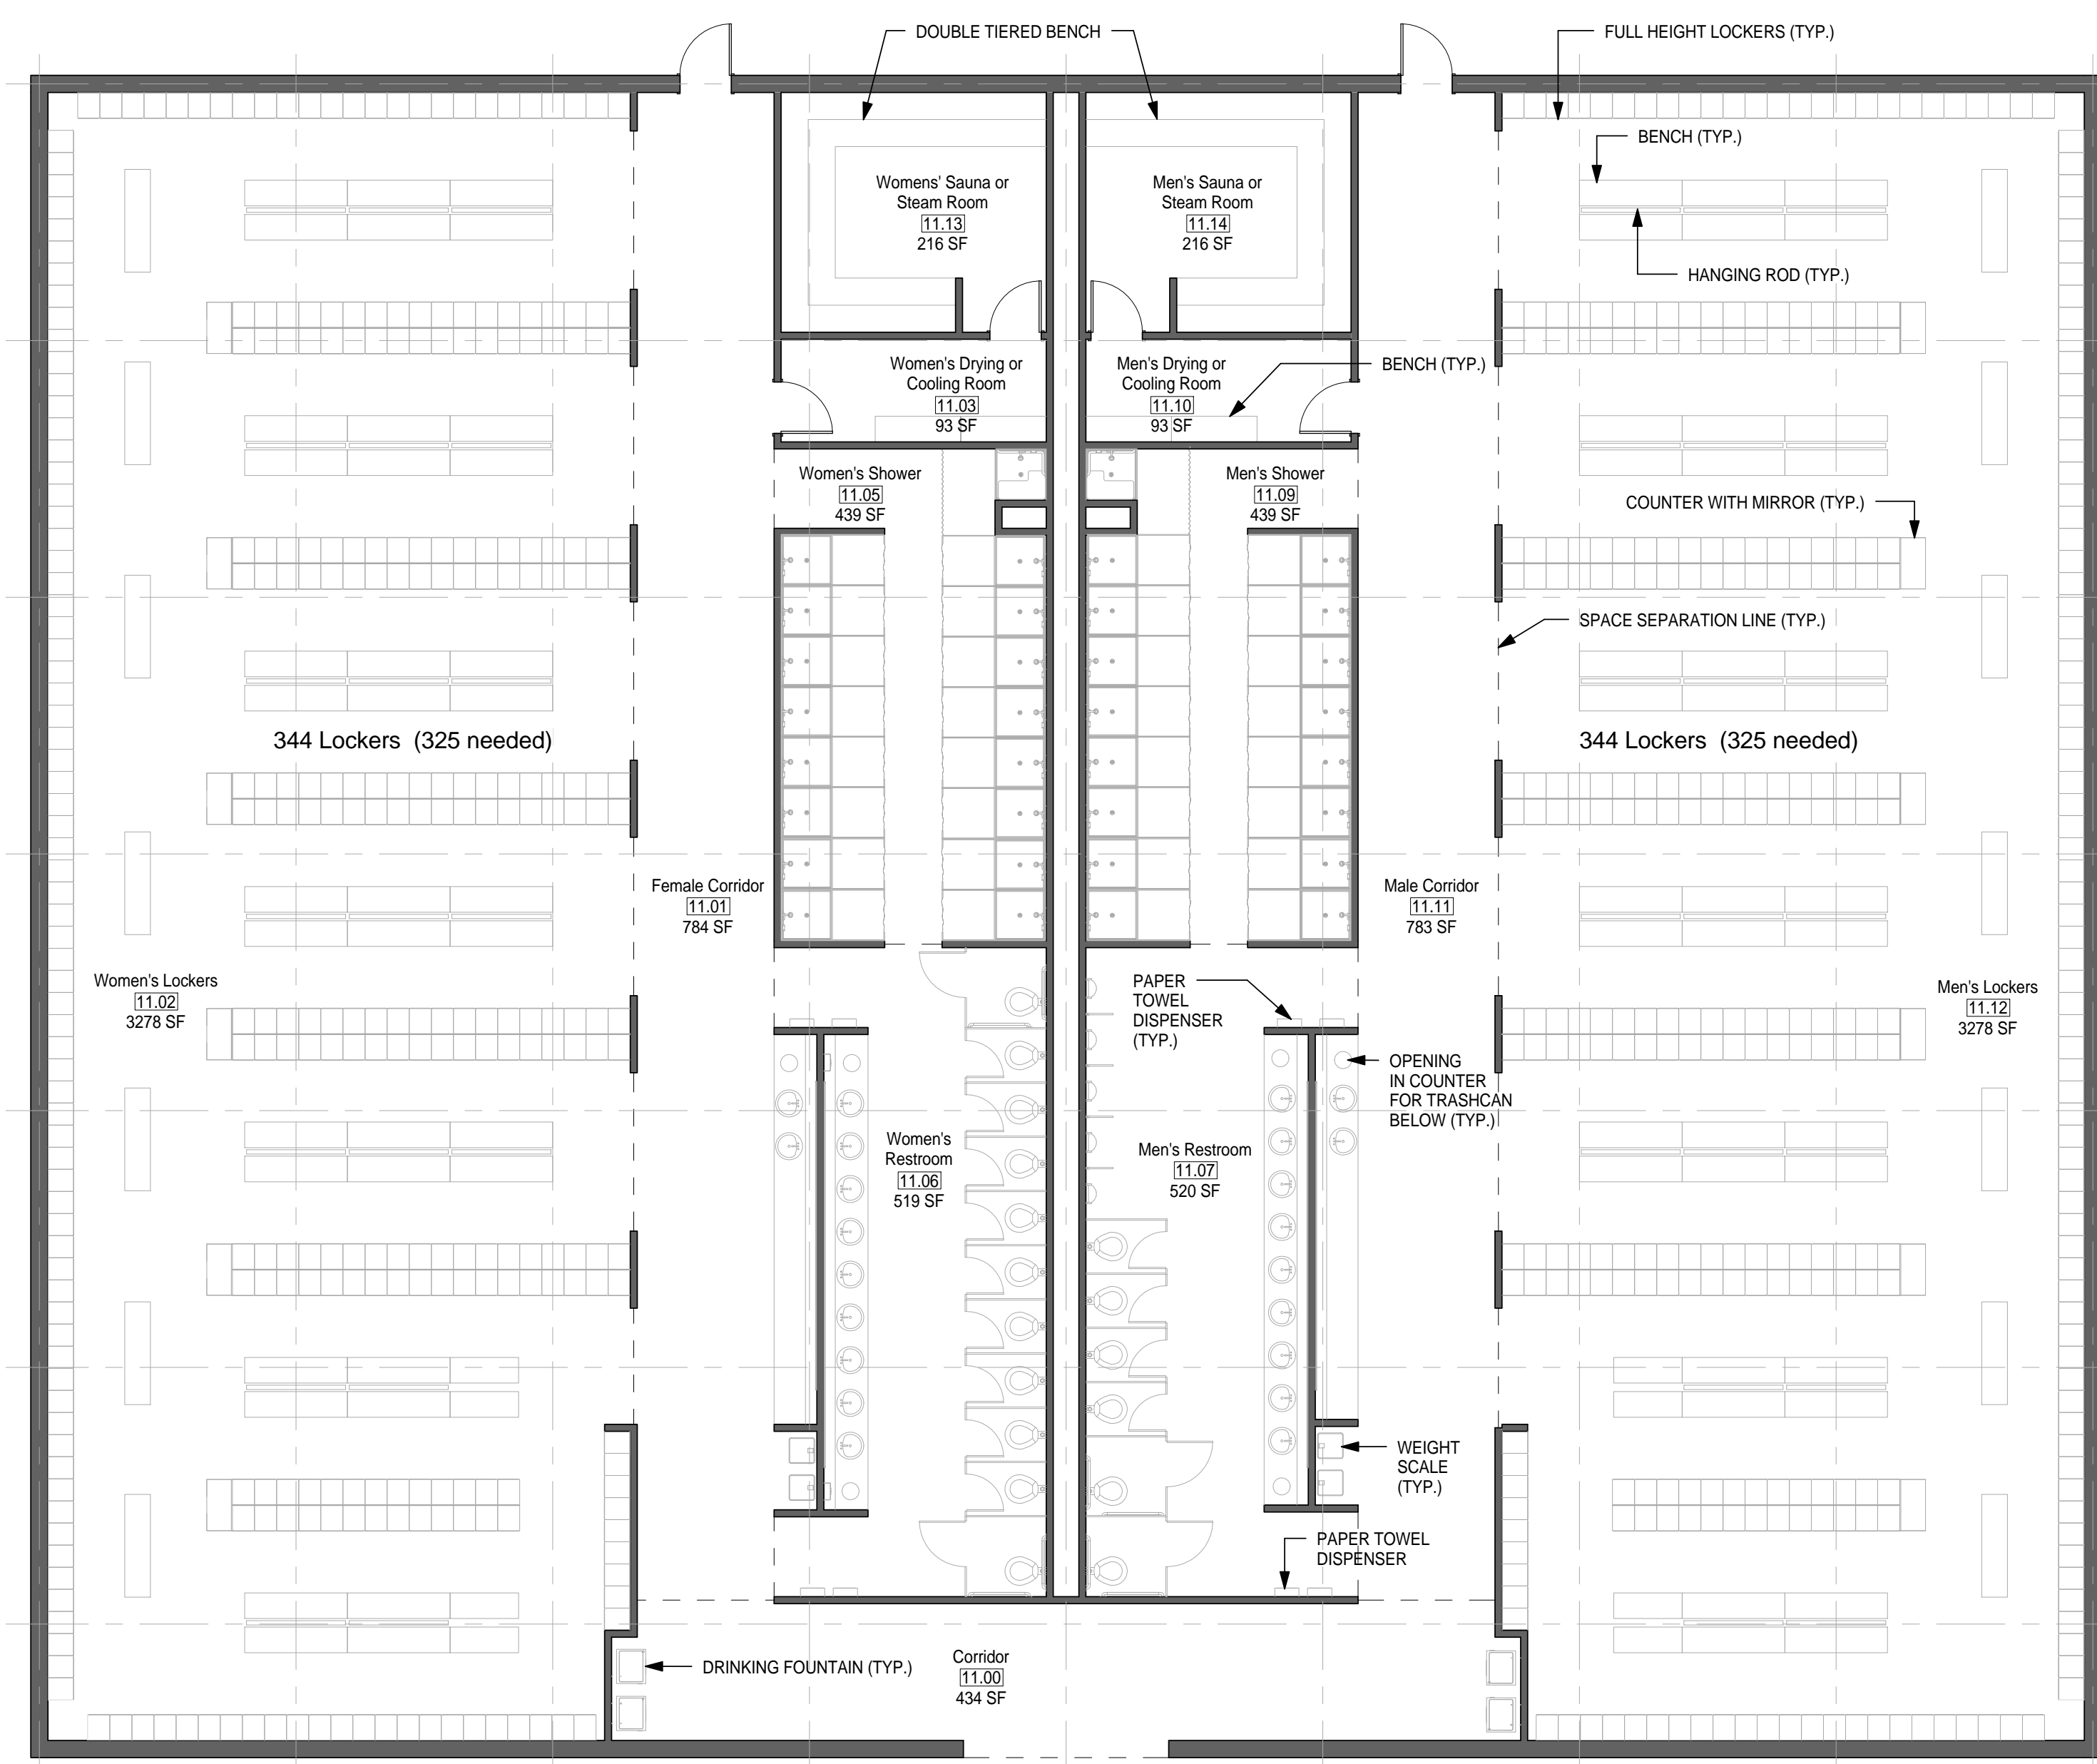 DOUBLE TIERED BENCH
FULL HEIGHT LOCKERS (TYP.)
BENCH (TYP.)
Womens' Sauna or
Steam Room
11.13
216 SF
Men's Sauna or
Steam Room
11.14
216 SF
HANGING ROD (TYP.)
Women's Drying or
Cooling Room
11.03
93 SF
Men's Drying or
Cooling Room
11.10
93 SF
BENCH (TYP.)
Women's Shower
11.05
439 SF
Men's Shower
11.09
439 SF
COUNTER WITH MIRROR (TYP.)
SPACE SEPARATION LINE (TYP.)
344 Lockers (325 needed)
344 Lockers (325 needed)
Female Corridor
11.01
784 SF
Male Corridor
11.11
783 SF
Women's Lockers
11.02
3278 SF
PAPER
TOWEL
DISPENSER
(TYP.)
Men's Lockers
11.12
3278 SF
OPENING
IN COUNTER
FOR TRASHCAN
BELOW (TYP.)
Women's
Restroom
11.06
519 SF
Men's Restroom
11.07
520 SF
WEIGHT
SCALE
(TYP.)
PAPER TOWEL
DISPENSER
DRINKING FOUNTAIN (TYP.)
Corridor
11.00
434 SF